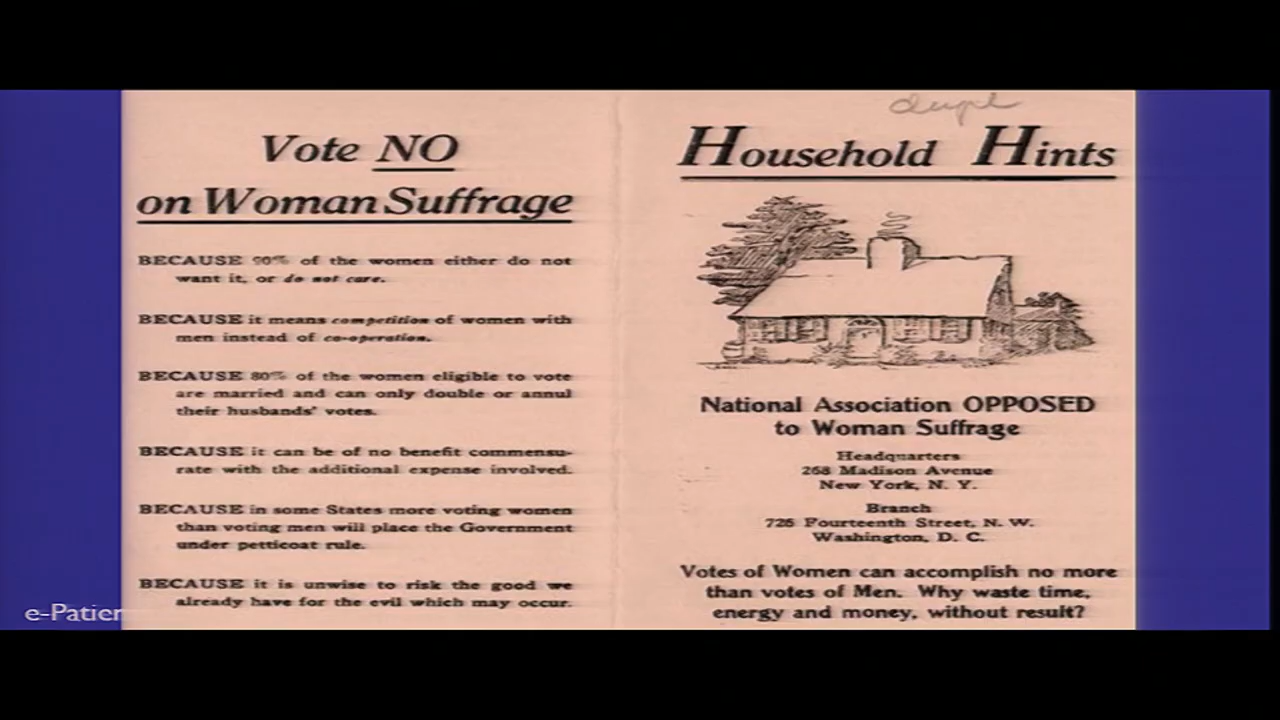 Vote NO
on Woman Suffrage
BECAUSE 90% of the women either do not
want it, or do not care.
BECAUSE it means competition of women with
men instead of co-operation.
BECAUSE 80% of the women eligible to vote
are married and can only double or annul
their husbands' votes.
BECAUSE it can be of no benefit commensu-
rate with the additional expense involved.
BECAUSE in some States more voting women
than voting men will place the Government
under petticoat rule.
BECAUSE it is unwise to risk the good we
already have for the evil which may occur.
Household Hints
National Association OPPOSED
to Woman Suffrage
Headquarters
268 Madison Avenue
New York, N. Y.
Branch
726 Fourteenth Street, N. W.
Washington, D. C.
Votes of Women can accomplish no more
than votes of Men. Why waste time,
energy and money, without result?
e-Patien